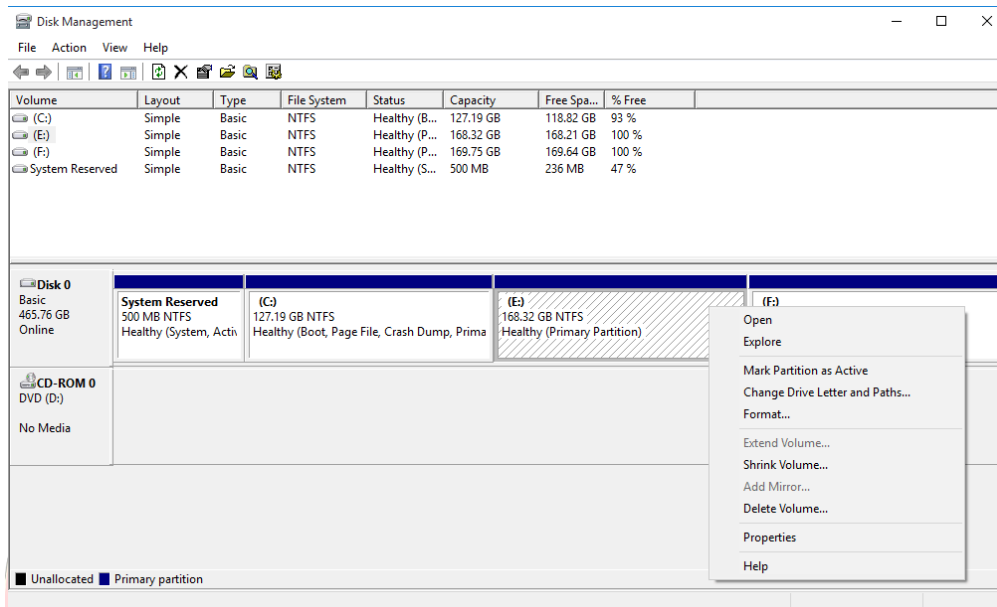 Disk Management
File Action View Help
Volume Layout Type File System Status Capacity Free Spa... % Free
(C:) Simple Basic NTFS Healthy (B... 127.19 GB 118.82 GB 93 %
(E:) Simple Basic NTFS Healthy (P... 168.32 GB 168.21 GB 100 %
(F:) Simple Basic NTFS Healthy (P... 169.75 GB 169.64 GB 100 %
System Reserved Simple Basic NTFS Healthy (S... 500 MB 236 MB 47 %
Disk 0
Basic
465.76 GB
Online
System Reserved
500 MB NTFS
Healthy (System, Activ
(C:)
127.19 GB NTFS
Healthy (Boot, Page File, Crash Dump, Prima
(E:)
168.32 GB NTFS
Healthy (Primary Partition)
(F:)
Open
Explore
Mark Partition as Active
Change Drive Letter and Paths...
Format...
Extend Volume...
Shrink Volume...
Add Mirror...
Delete Volume...
Properties
Help
CD-ROM 0
DVD (D:)
No Media
Unallocated Primary partition